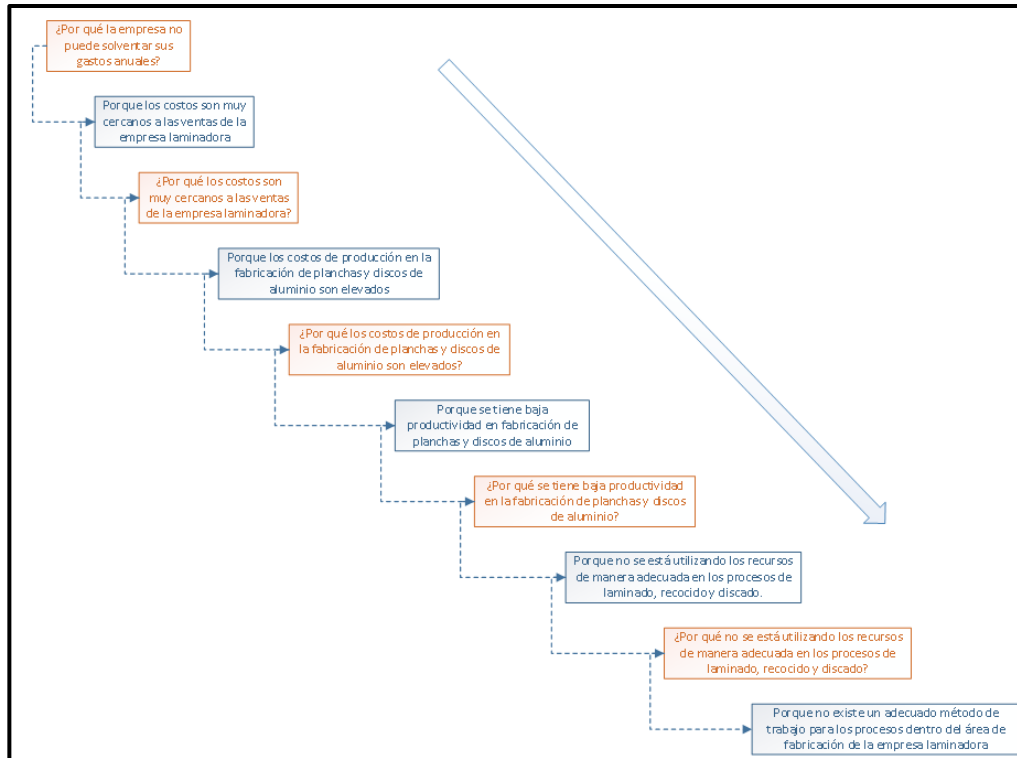 ¿Por qué la empresa no
puede solventar sus
gastos anuales?
Porque los costos son muy
cercanos a las ventas de la
empresa laminadora
¿Por qué los costos son
muy cercanos a las ventas
de la empresa laminadora?
Porque los costos de producción en la
fabricación de planchas y discos de
aluminio son elevados
¿Por qué los costos de producción en
la fabricación de planchas y discos de
aluminio son elevados?
Porque se tiene baja
productividad en fabricación de
planchas y discos de aluminio
¿Por qué se tiene baja productividad
en la fabricación de planchas y discos
de aluminio?
Porque no se está utilizando los recursos
de manera adecuada en los procesos de
laminado, recocido y discado.
¿Por qué no se está utilizando los recursos
de manera adecuada en los procesos de
laminado, recocido y discado?
Porque no existe un adecuado método de
trabajo para los procesos dentro del área de
fabricación de la empresa laminadora